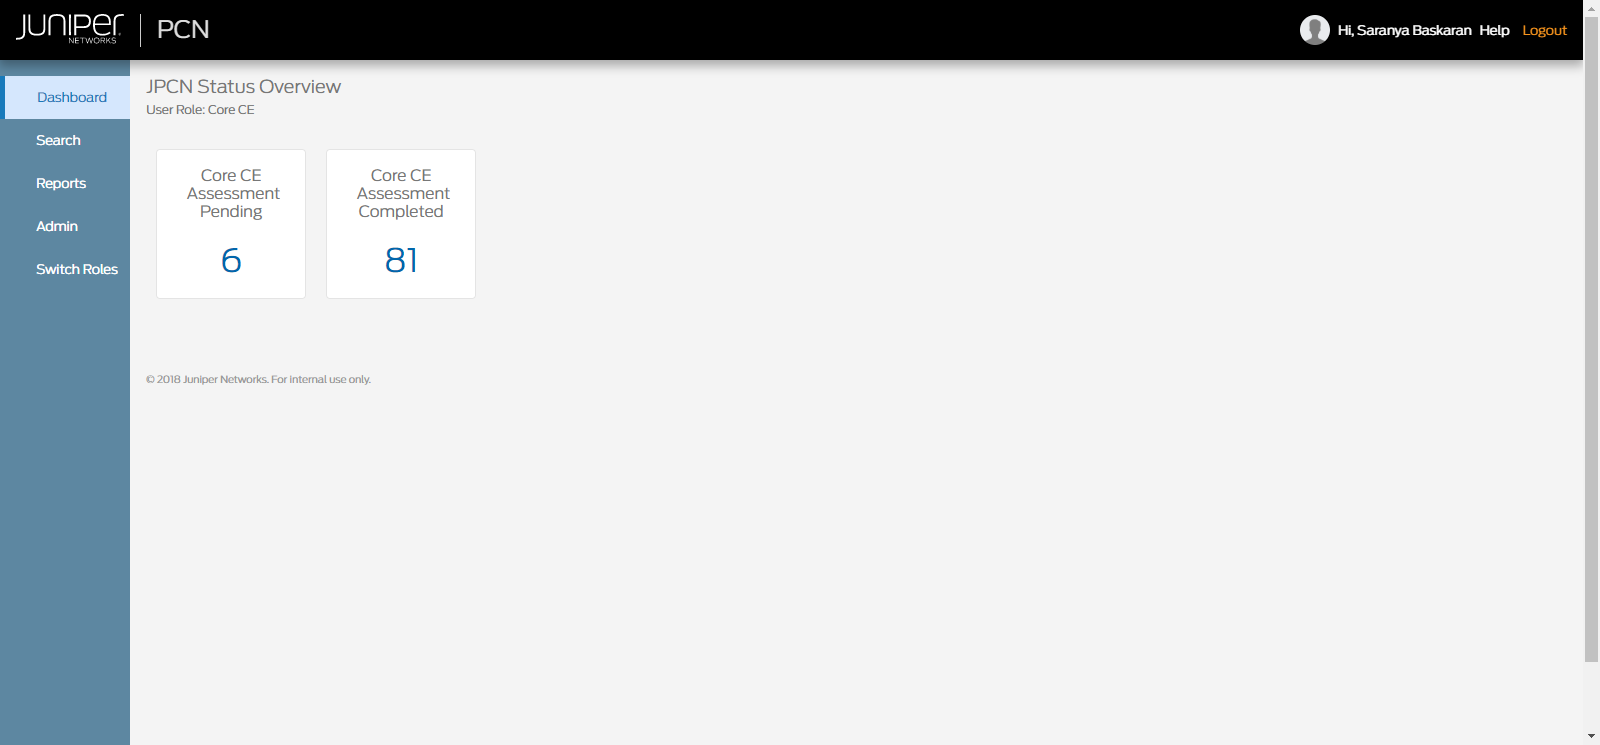 JUNIPER
NETWORKS
PCN
Hi, Saranya Baskaran Help Logout
Dashboard
Search
Reports
Admin
Switch Roles
JPCN Status Overview
User Role: Core CE
Core CE
Assessment
Pending
6
Core CE
Assessment
Completed
81
© 2018 Juniper Networks. For internal use only.